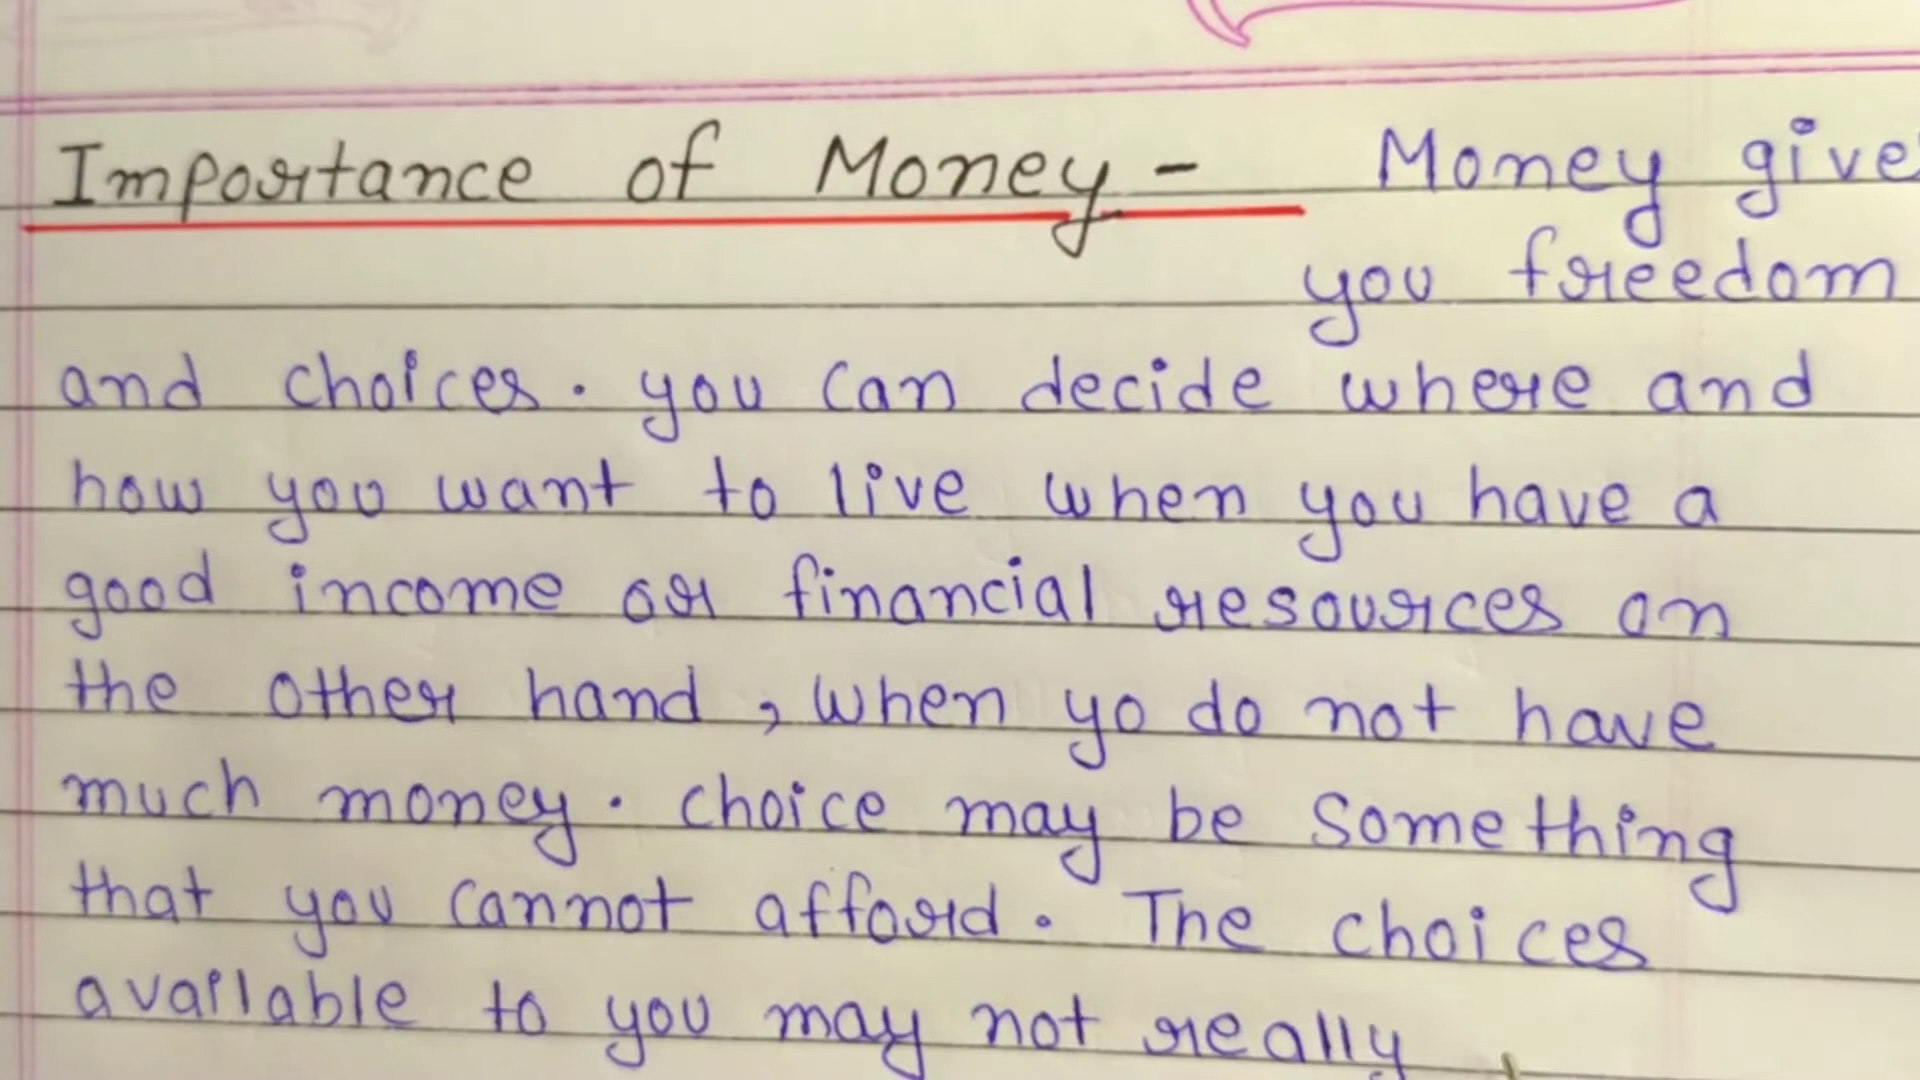 Importance of Money - Money give
you freedom
and choices. you can decide where and
how you want to live when you have a
good income or financial resources on
the other hand, when yo do not have
much money. choice may be something
that you cannot afford. The choices
available to you may not really